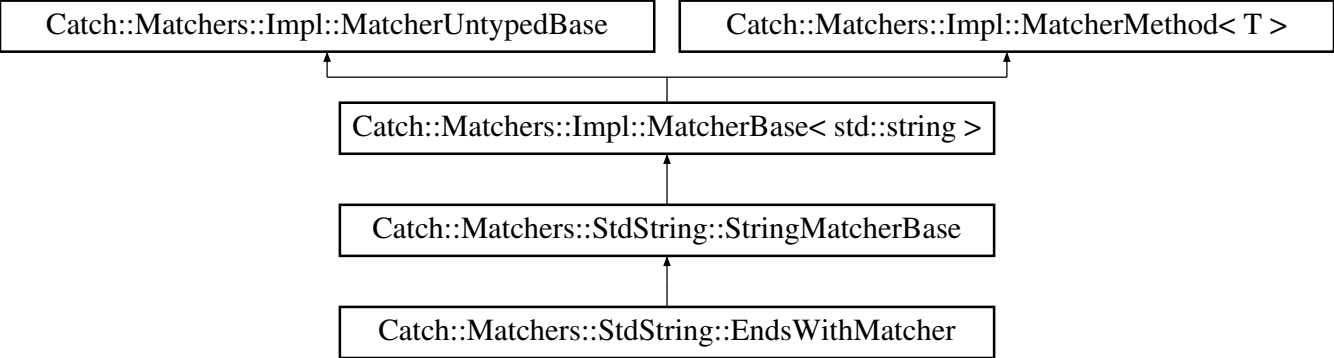 Catch::Matchers::Impl::MatcherUntypedBase
Catch::Matchers::Impl::MatcherMethod< T >
Catch::Matchers::Impl::MatcherBase< std::string >
Catch::Matchers::StdString::StringMatcherBase
Catch::Matchers::StdString::EndsWithMatcher